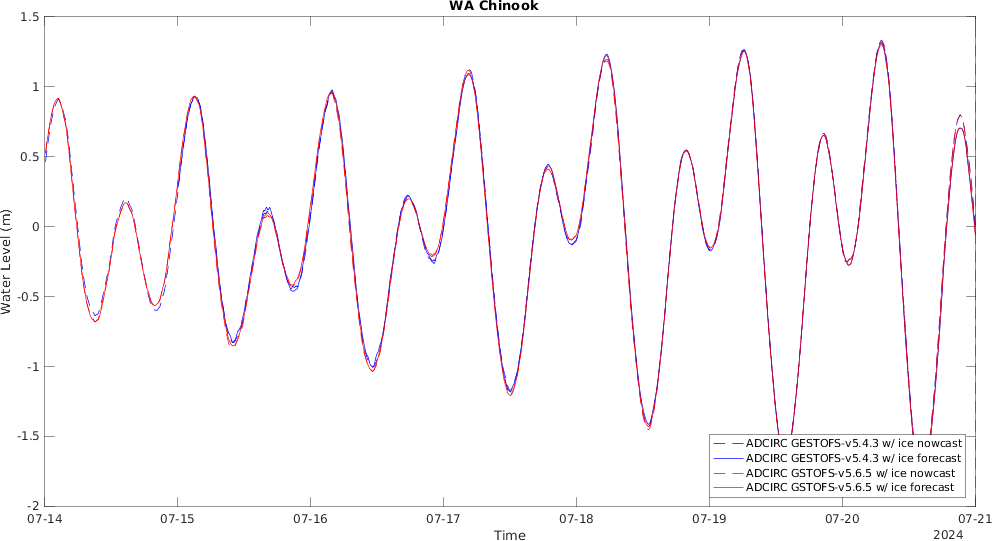 WA Chinook
1.5
1
0.5
0
-0.5
-1
-1.5
-2
Water Level (m)
07-14 07-15 07-16 07-17 07-18 07-19 07-20 07-21
Time
2024
ADCIRC GESTOFS-v5.4.3 w/ ice nowcast
ADCIRC GESTOFS-v5.4.3 w/ ice forecast
ADCIRC GSTOFS-v5.6.5 w/ ice nowcast
ADCIRC GSTOFS-v5.6.5 w/ ice forecast